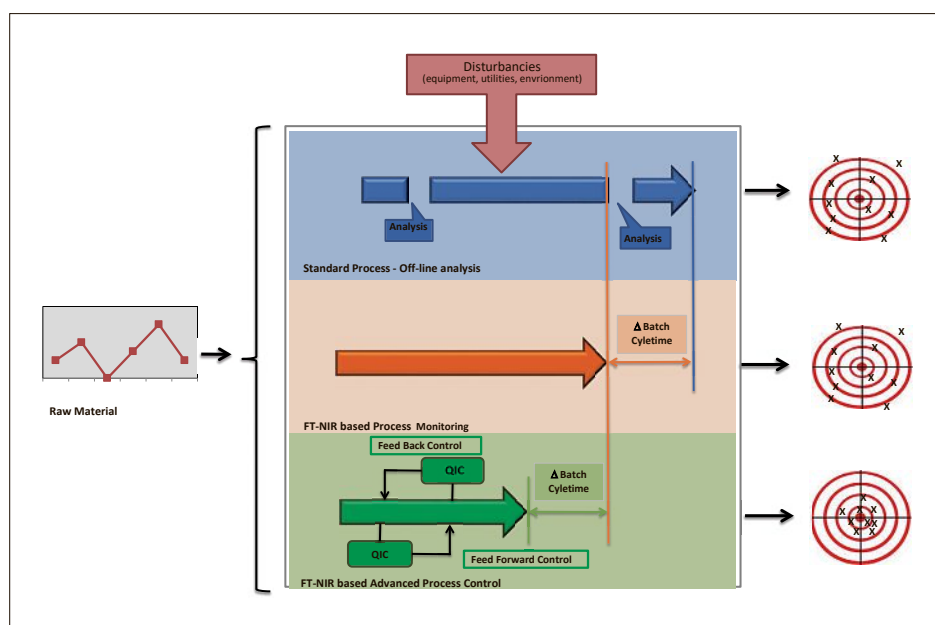 Disturbancies
(equipment, utilities, envrionment)
Analysis
Analysis
Standard Process - Off-line analysis
Δ Batch
Cyletime
Raw Material
FT-NIR based Process Monitoring
Feed Back Control
QIC
Δ Batch
Cyletime
QIC
Feed Forward Control
FT-NIR based Advanced Process Control
X X
X X
X X
X
X
X
X X
X X
X X
X
X
X
X
X X X
X X X
X
X X